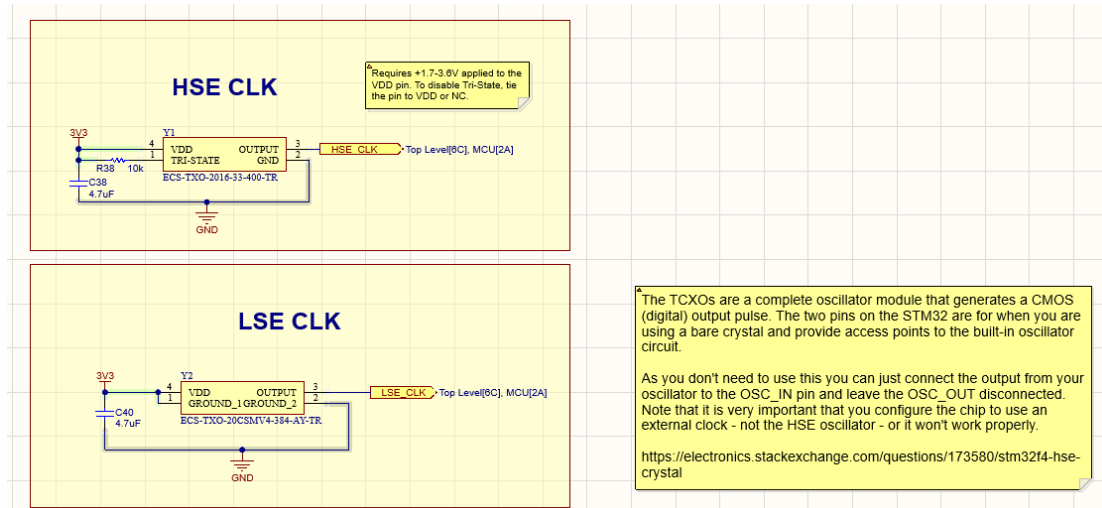 HSE CLK
Requires +1.7-3.6V applied to the
VDD pin. To disable Tri-State, tie
the pin to VDD or NC.
3V3
Y1
4 VDD OUTPUT 3
1 TRI-STATE GND 2
R38 10k
ECS-TXO-2016-33-400-TR
HSE_CLK Top Level[6C], MCU[2A]
C38
4.7uF
GND
LSE CLK
3V3
Y2
4 VDD OUTPUT 3
1 GROUND_1 GROUND_2 2
ECS-TXO-20CSMV4-384-AY-TR
LSE_CLK Top Level[6C], MCU[2A]
C40
4.7uF
GND
The TCXOs are a complete oscillator module that generates a CMOS
(digital) output pulse. The two pins on the STM32 are for when you are
using a bare crystal and provide access points to the built-in oscillator
circuit.
As you don't need to use this you can just connect the output from your
oscillator to the OSC_IN pin and leave the OSC_OUT disconnected.
Note that it is very important that you configure the chip to use an
external clock - not the HSE oscillator - or it won't work properly.
https://electronics.stackexchange.com/questions/173580/stm32f4-hse-
crystal